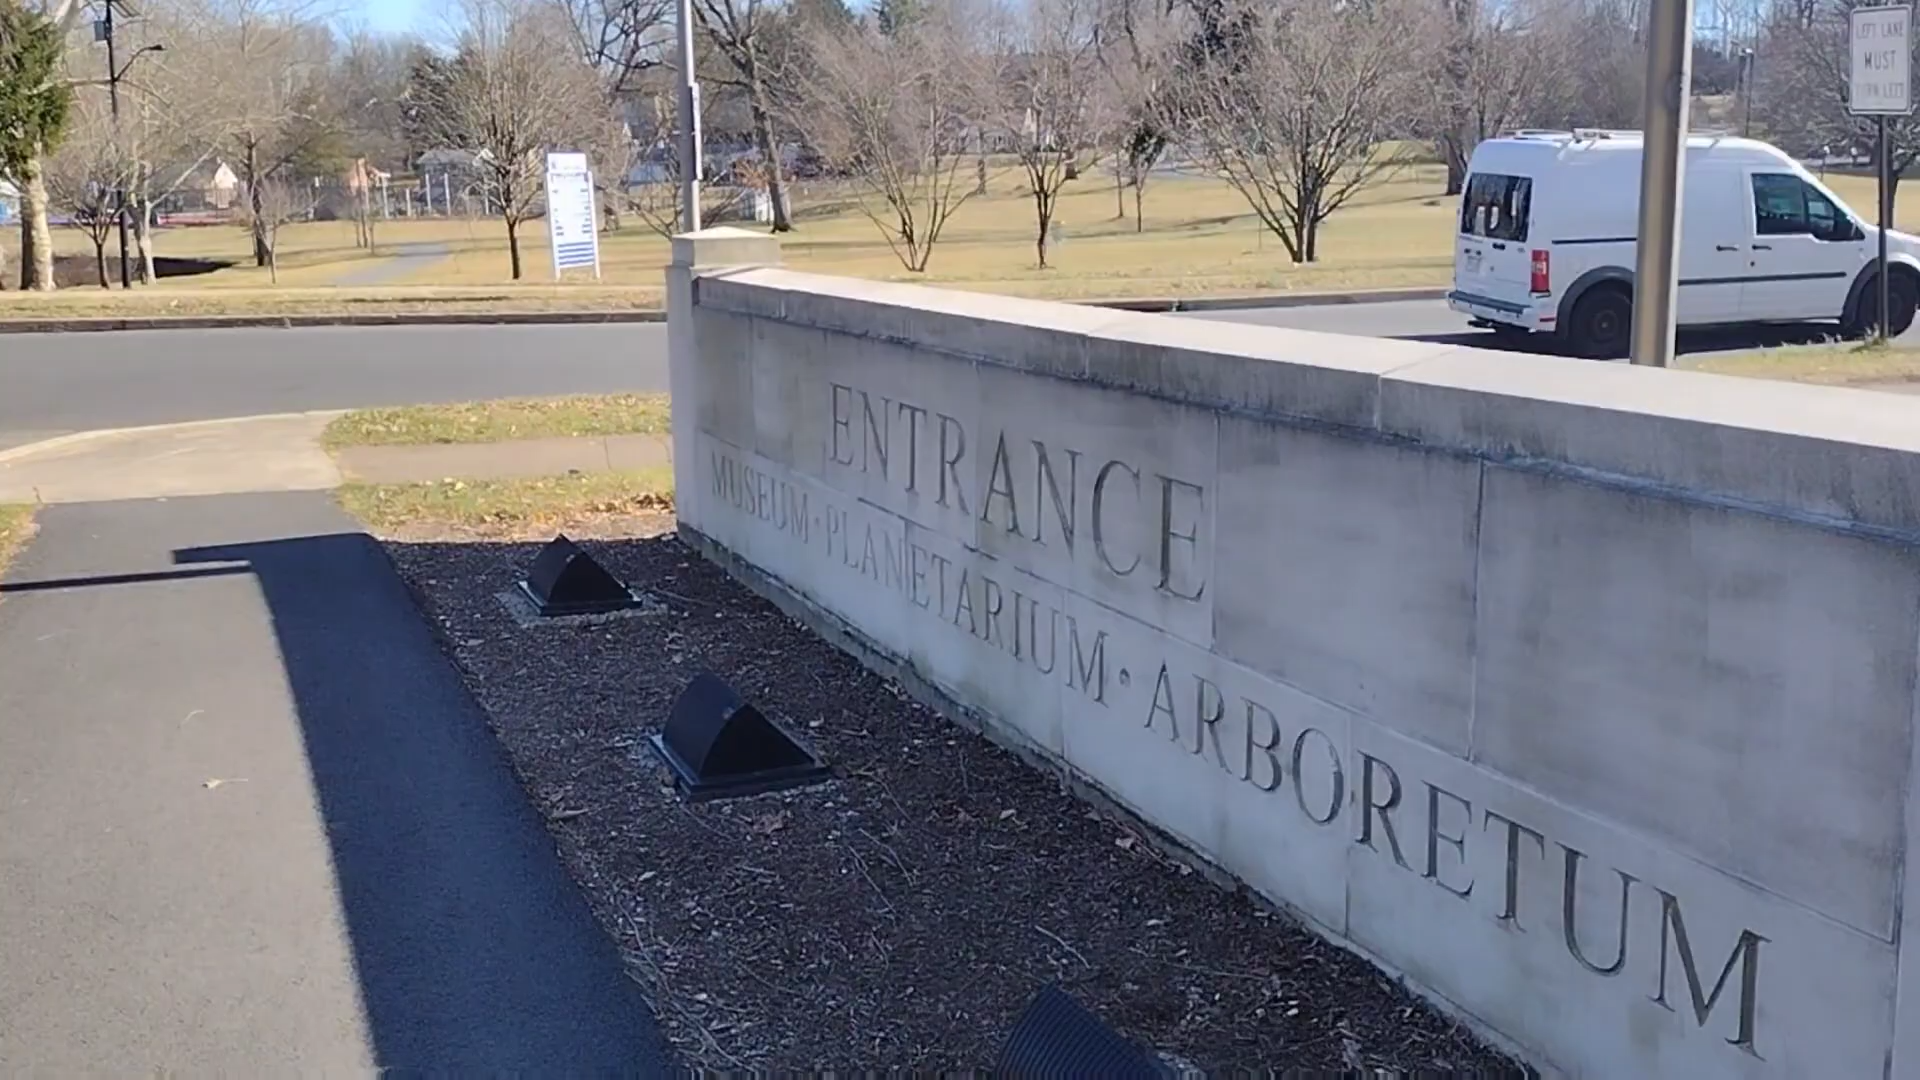 LEFT LANE
MUST
TURN LEFT
ENTRANCE
MUSEUM · PLANETARIUM · ARBORETUM